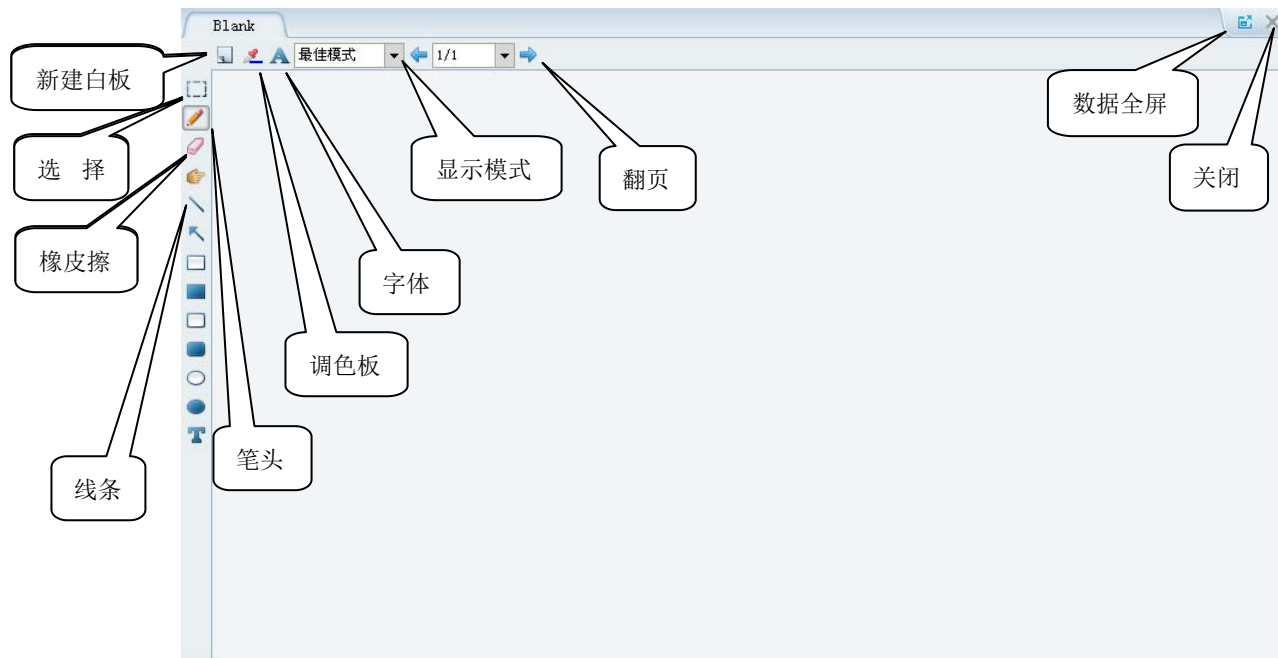 Blank
最佳模式
1/1
新建白板
选 择
橡皮擦
线条
笔头
调色板
字体
显示模式
翻页
数据全屏
关闭